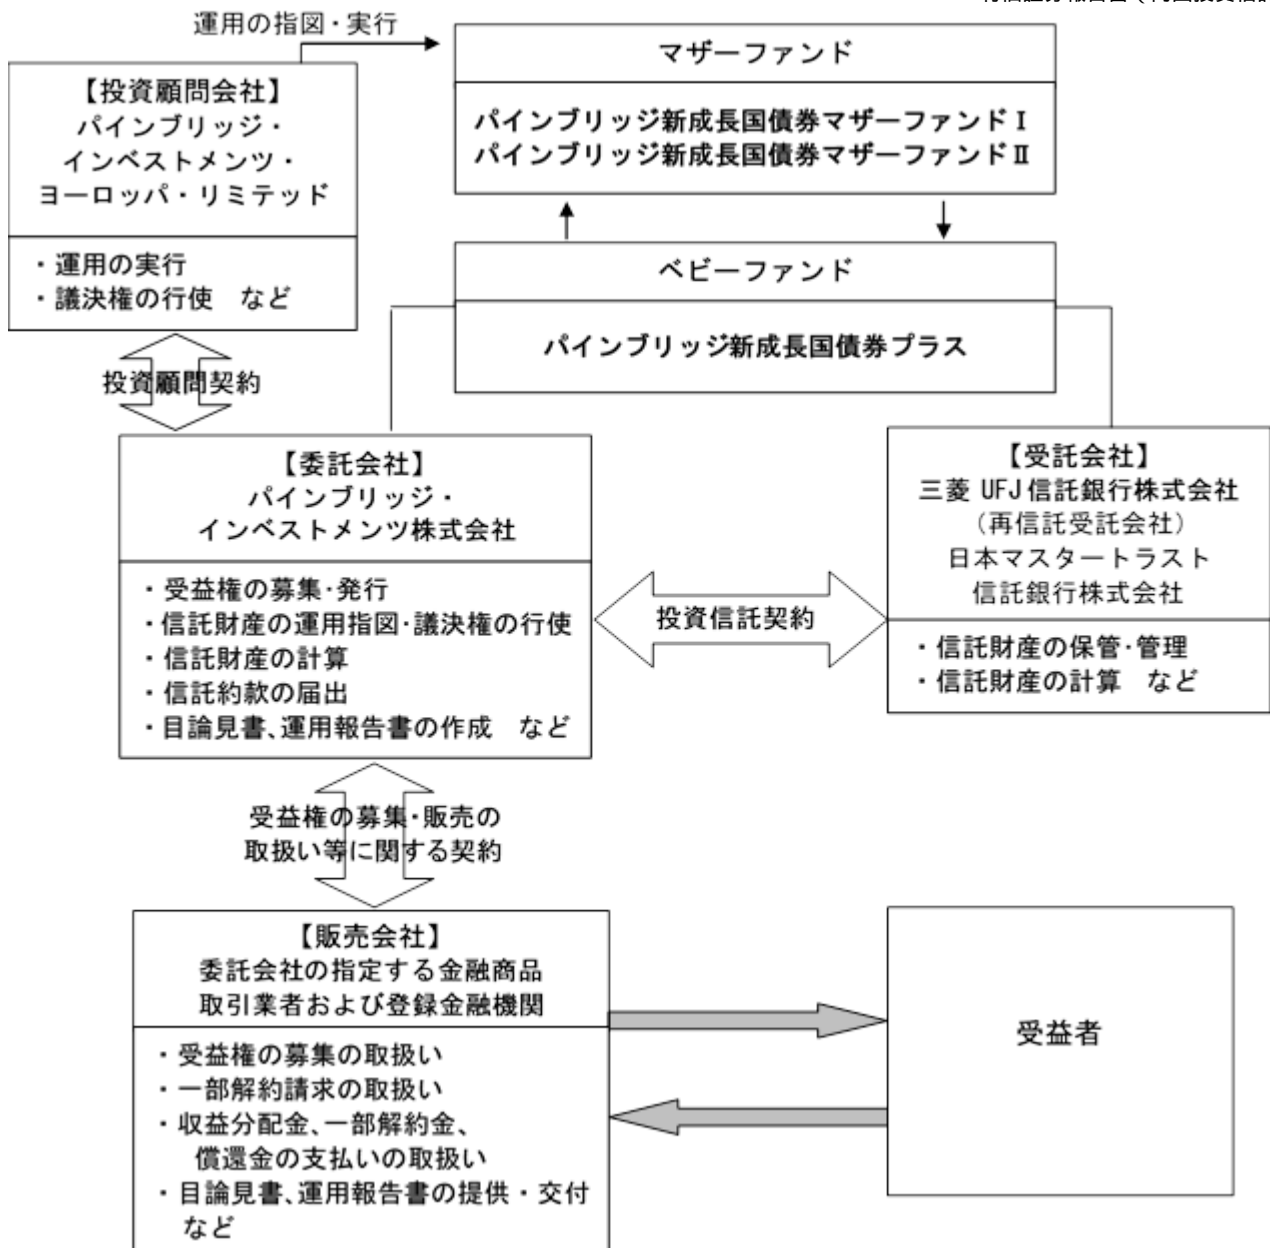 運用の指図・実行
【投資顧問会社】
パインブリッジ・
インベストメンツ・
ヨーロッパ・リミテッド
・運用の実行
・議決権の行使　など
マザーファンド
パインブリッジ新成長国債券マザーファンドⅠ
パインブリッジ新成長国債券マザーファンドⅡ
ベビーファンド
パインブリッジ新成長国債券プラス
投資顧問契約
【委託会社】
パインブリッジ・
インベストメンツ株式会社
・受益権の募集・発行
・信託財産の運用指図・議決権の行使
・信託財産の計算
・信託約款の届出
・目論見書、運用報告書の作成　など
投資信託契約
【受託会社】
三菱 UFJ 信託銀行株式会社
（再信託受託会社）
日本マスタートラスト
信託銀行株式会社
・信託財産の保管・管理
・信託財産の計算　など
受益権の募集・販売の
取扱い等に関する契約
【販売会社】
委託会社の指定する金融商品
取引業者および登録金融機関
・受益権の募集の取扱い
・一部解約請求の取扱い
・収益分配金、一部解約金、
償還金の支払いの取扱い
・目論見書、運用報告書の提供・交付
など
受益者